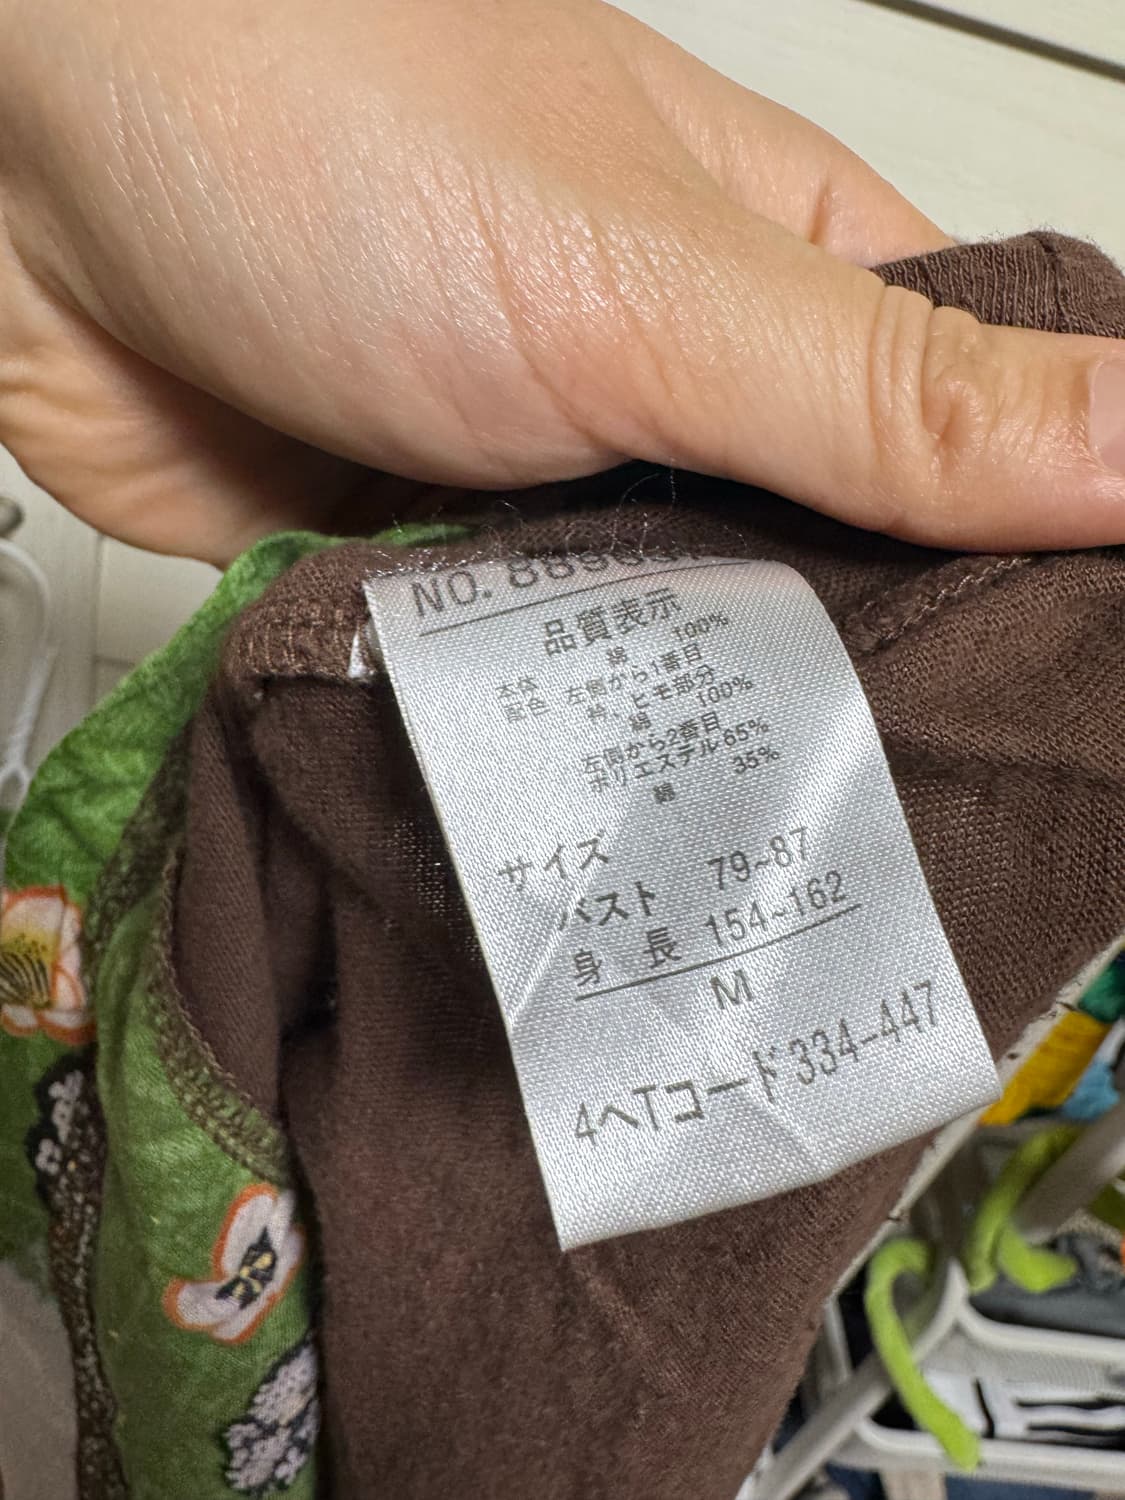 NO.
品質表示
本体 綿 100%
配色 左側から1番目
衿、ヒモ部分
綿 100%
左側から2番目
ポリエステル65%
綿 35%
サイズ
バスト 79~87
身長 154~162
M
4ヘTコード334-447